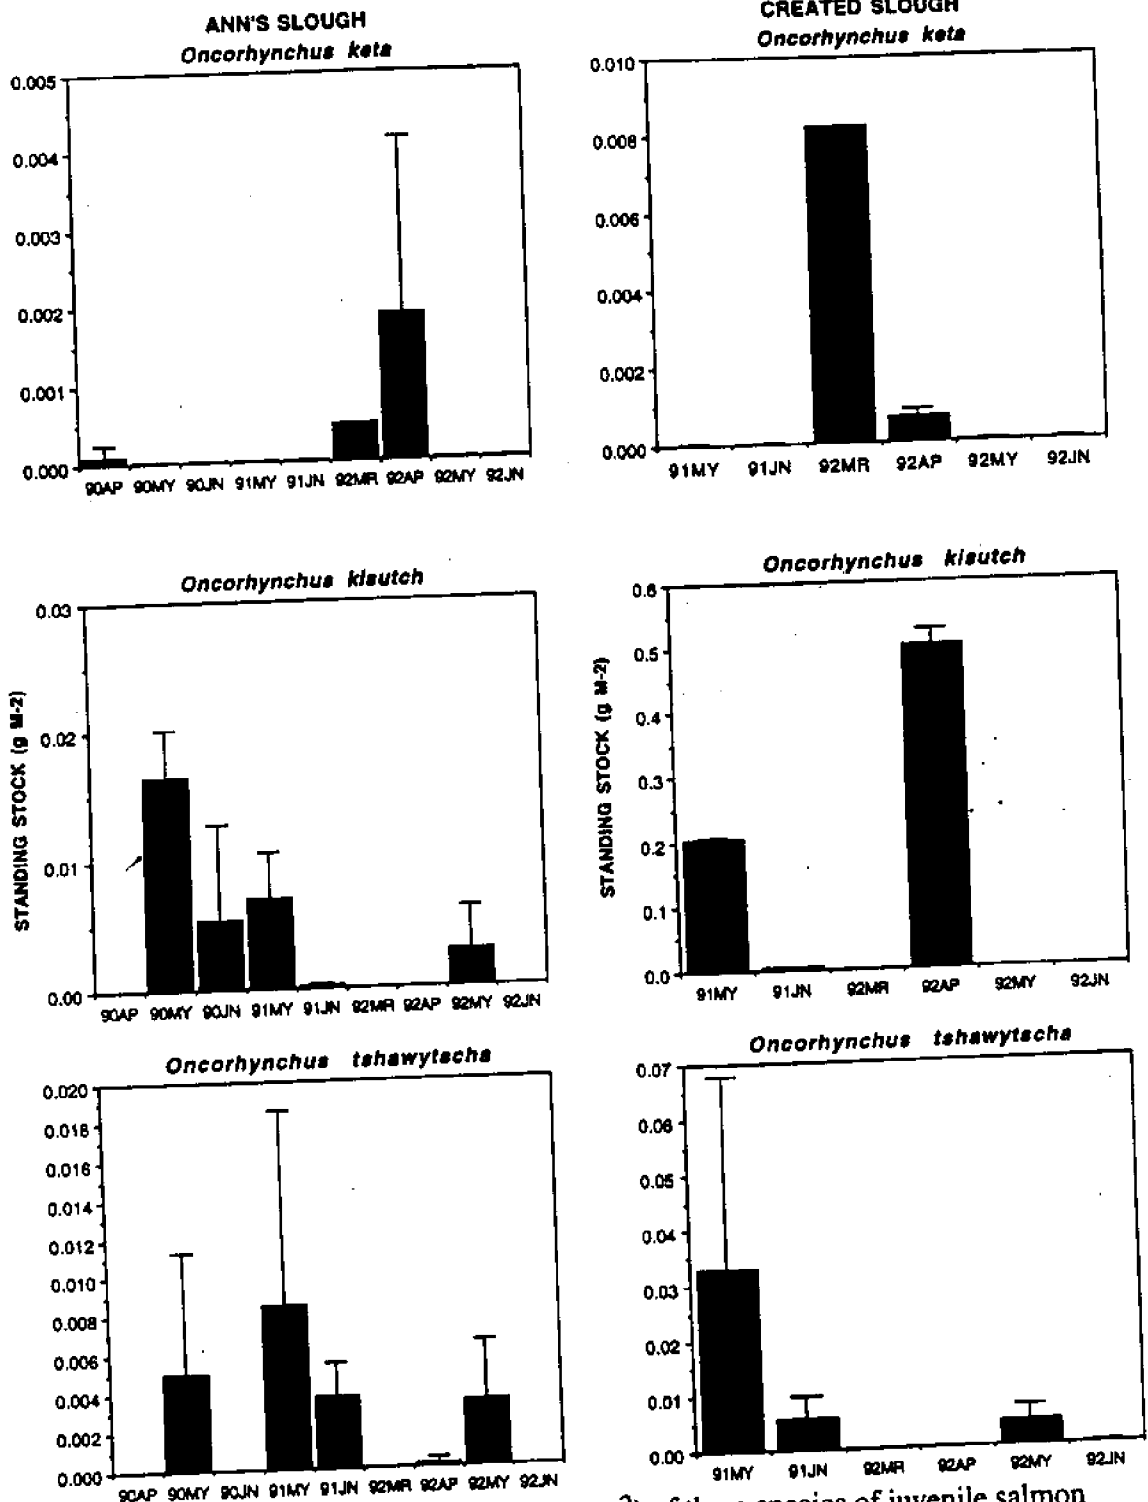 ANN'S SLOUGH
Oncorhynchus keta
0.005
0.004
0.003
0.002
0.001
0.000
90AP 90MY 90JN 91MY 91JN 92MR 92AP 92MY 92JN
CREATED SLOUGH
Oncorhynchus keta
0.010
0.008
0.006
0.004
0.002
0.000
91MY 91JN 92MR 92AP 92MY 92JN
Oncorhynchus kisutch
STANDING STOCK (g M-2)
0.03
0.02
0.01
0.00
90AP 90MY 90JN 91MY 91JN 92MR 92AP 92MY 92JN
Oncorhynchus kisutch
STANDING STOCK (g M-2)
0.6
0.5
0.4
0.3
0.2
0.1
0.0
91MY 91JN 92MR 92AP 92MY 92JN
Oncorhynchus tshawytscha
0.020
0.018
0.016
0.014
0.012
0.010
0.008
0.006
0.004
0.002
0.000
90AP 90MY 90JN 91MY 91JN 92MR 92AP 92MY 92JN
Oncorhynchus tshawytscha
0.07
0.06
0.05
0.04
0.03
0.02
0.01
0.00
91MY 91JN 92MR 92AP 92MY 92JN
species of juvenile salmon